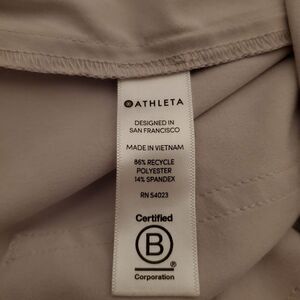 ATHLETA
DESIGNED IN
SAN FRANCISCO
MADE IN VIETNAM
86% RECYCLE
POLYESTER
14% SPANDEX
RN 54023
Certified
B
®
Corporation